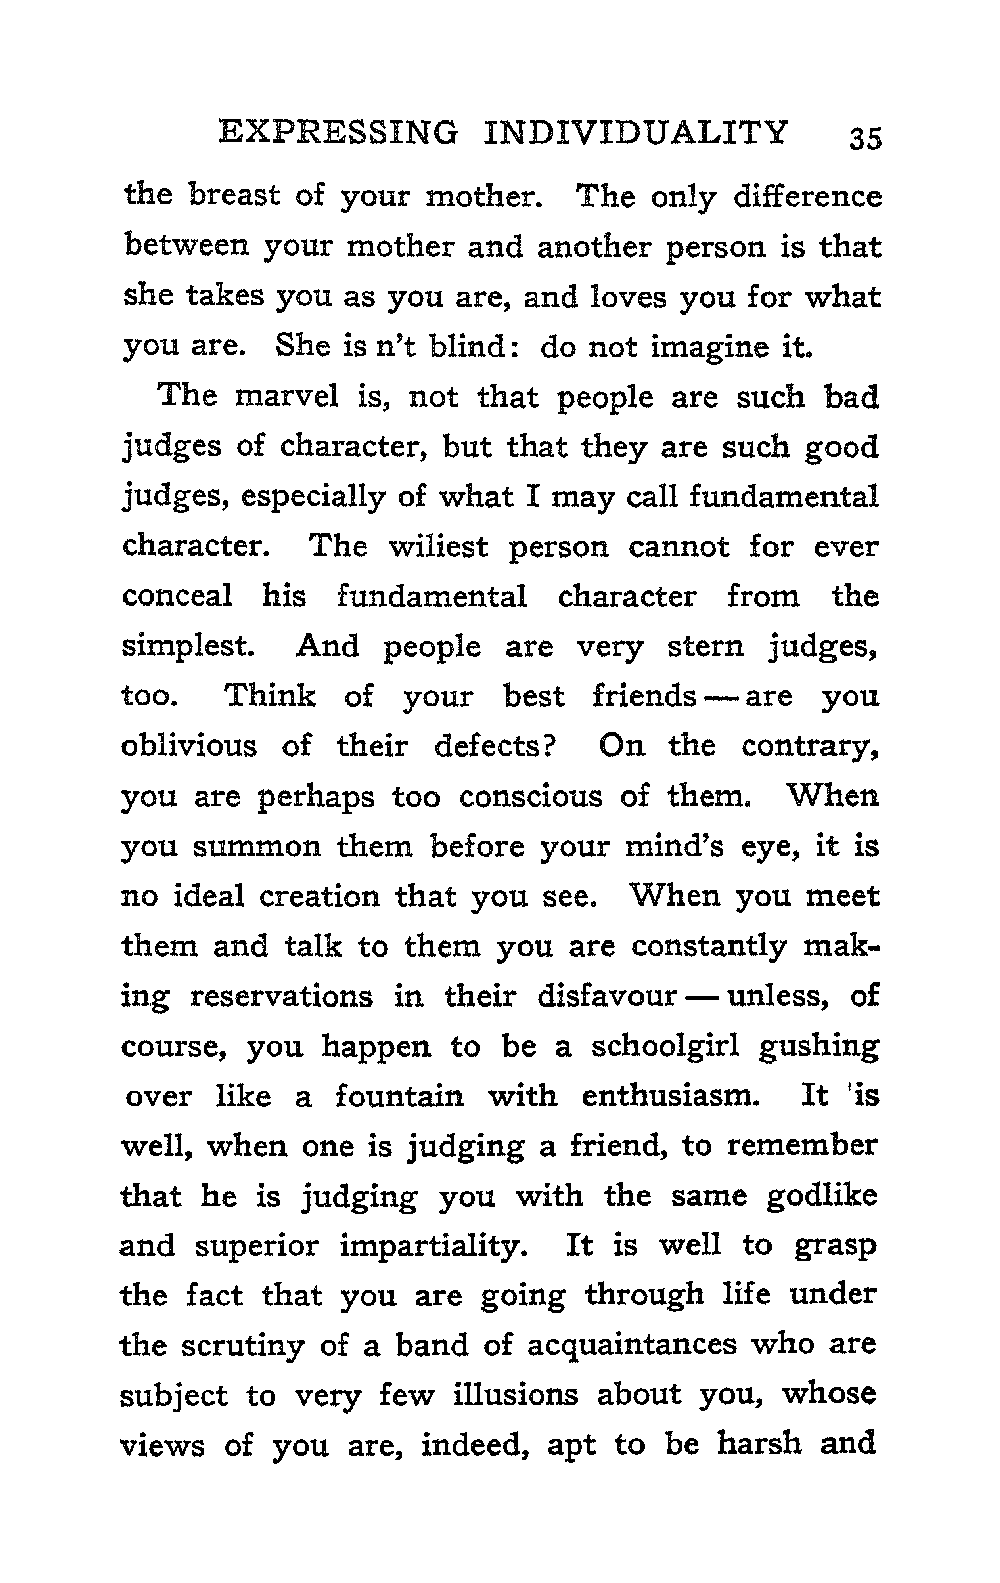 EXPRESSING INDIVIDUALITY 35
the breast of your mother. The only difference
between your mother and another person is that
she takes you as you are, and loves you for what
you are. She is n't blind: do not imagine it.
The marvel is, not that people are such bad
judges of character, but that they are such good
judges, especially of what I may call fundamental
character. The wiliest person cannot for ever
conceal his fundamental character from the
simplest. And people are very stern judges,
too. Think of your best friends — are you
oblivious of their defects? On the contrary,
you are perhaps too conscious of them. When
you summon them before your mind's eye, it is
no ideal creation that you see. When you meet
them and talk to them you are constantly mak-
ing reservations in their disfavour — unless, of
course, you happen to be a schoolgirl gushing
over like a fountain with enthusiasm. It 'is
well, when one is judging a friend, to remember
that he is judging you with the same godlike
and superior impartiality. It is well to grasp
the fact that you are going through life under
the scrutiny of a band of acquaintances who are
subject to very few illusions about you, whose
views of you are, indeed, apt to be harsh and